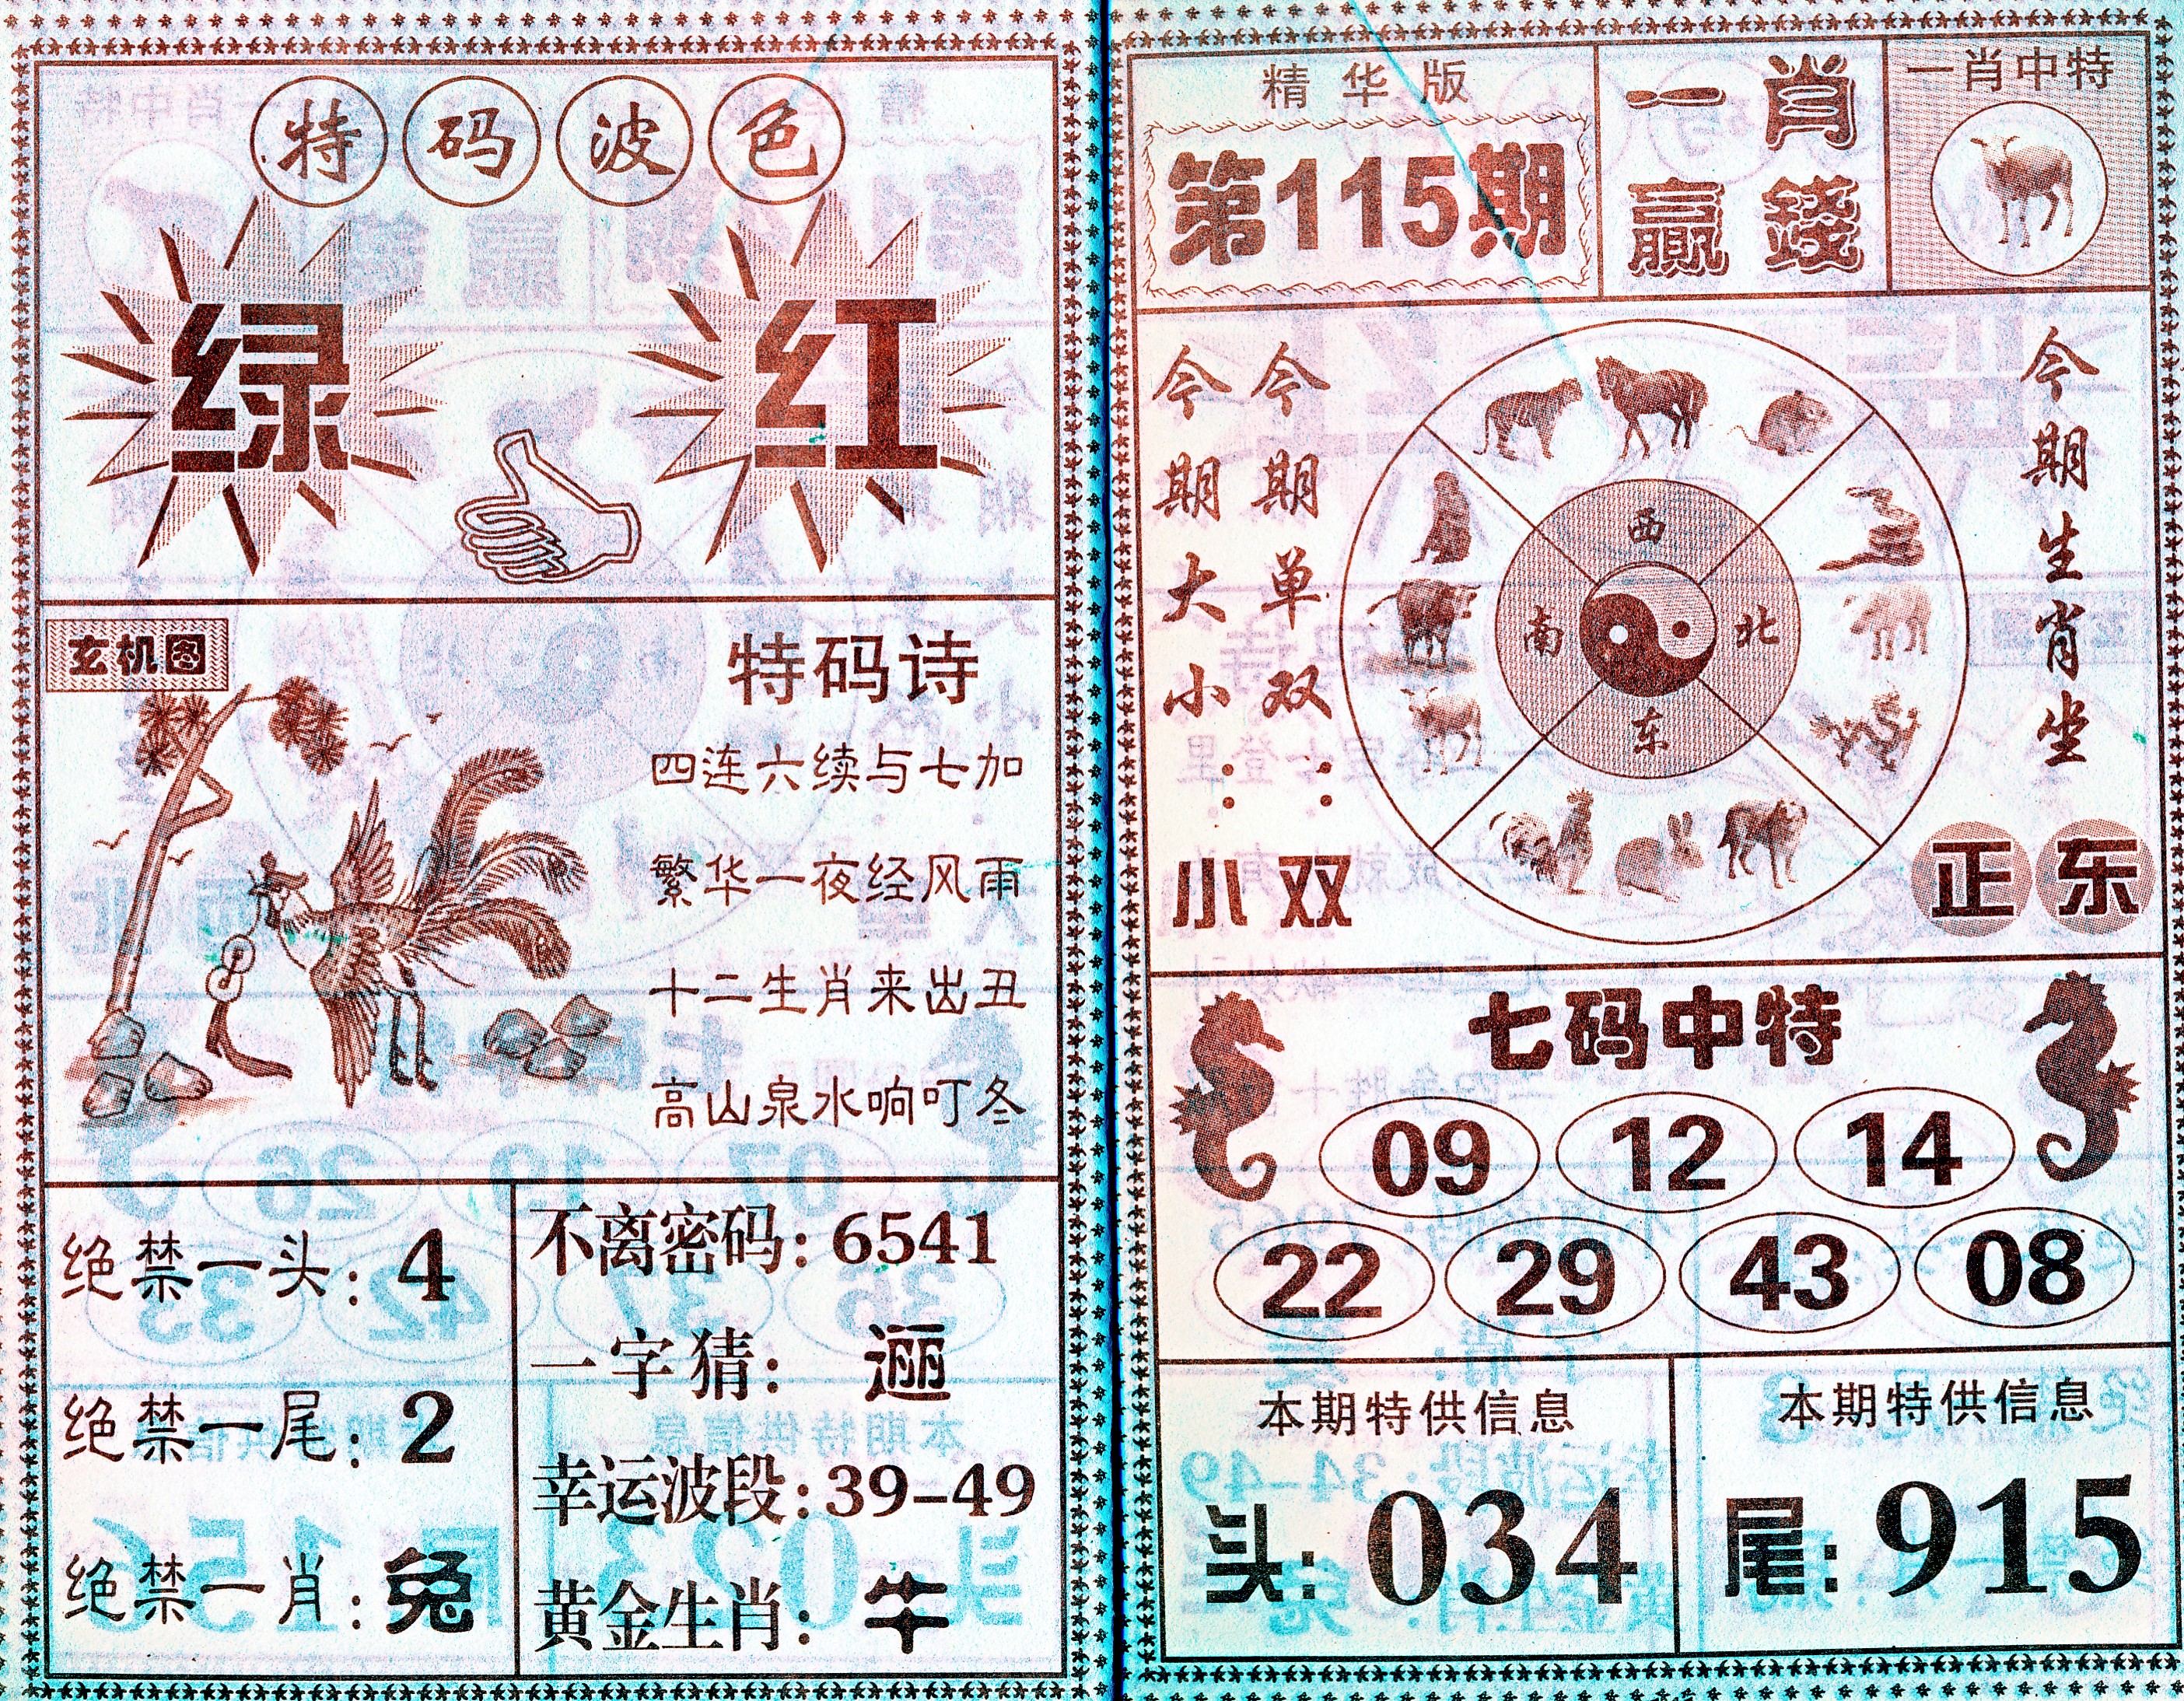 特码波色
绿 红
玄机图
特码诗
四连六续与七加
繁华一夜经风雨
十二生肖来出丑
高山泉水响叮冬
绝禁一头：4
绝禁一尾：2
绝禁一肖：兔
不离密码：6541
一字猜：逦
幸运波段：39-49
黄金生肖：牛
精华版
第115期
一肖
赢錢
一肖中特
今期大小：小
今期单双：双
西
南
北
东
今期生肖坐
正东
七码中特
09 12 14
22 29 43 08
本期特供信息
头：034
本期特供信息
尾：915